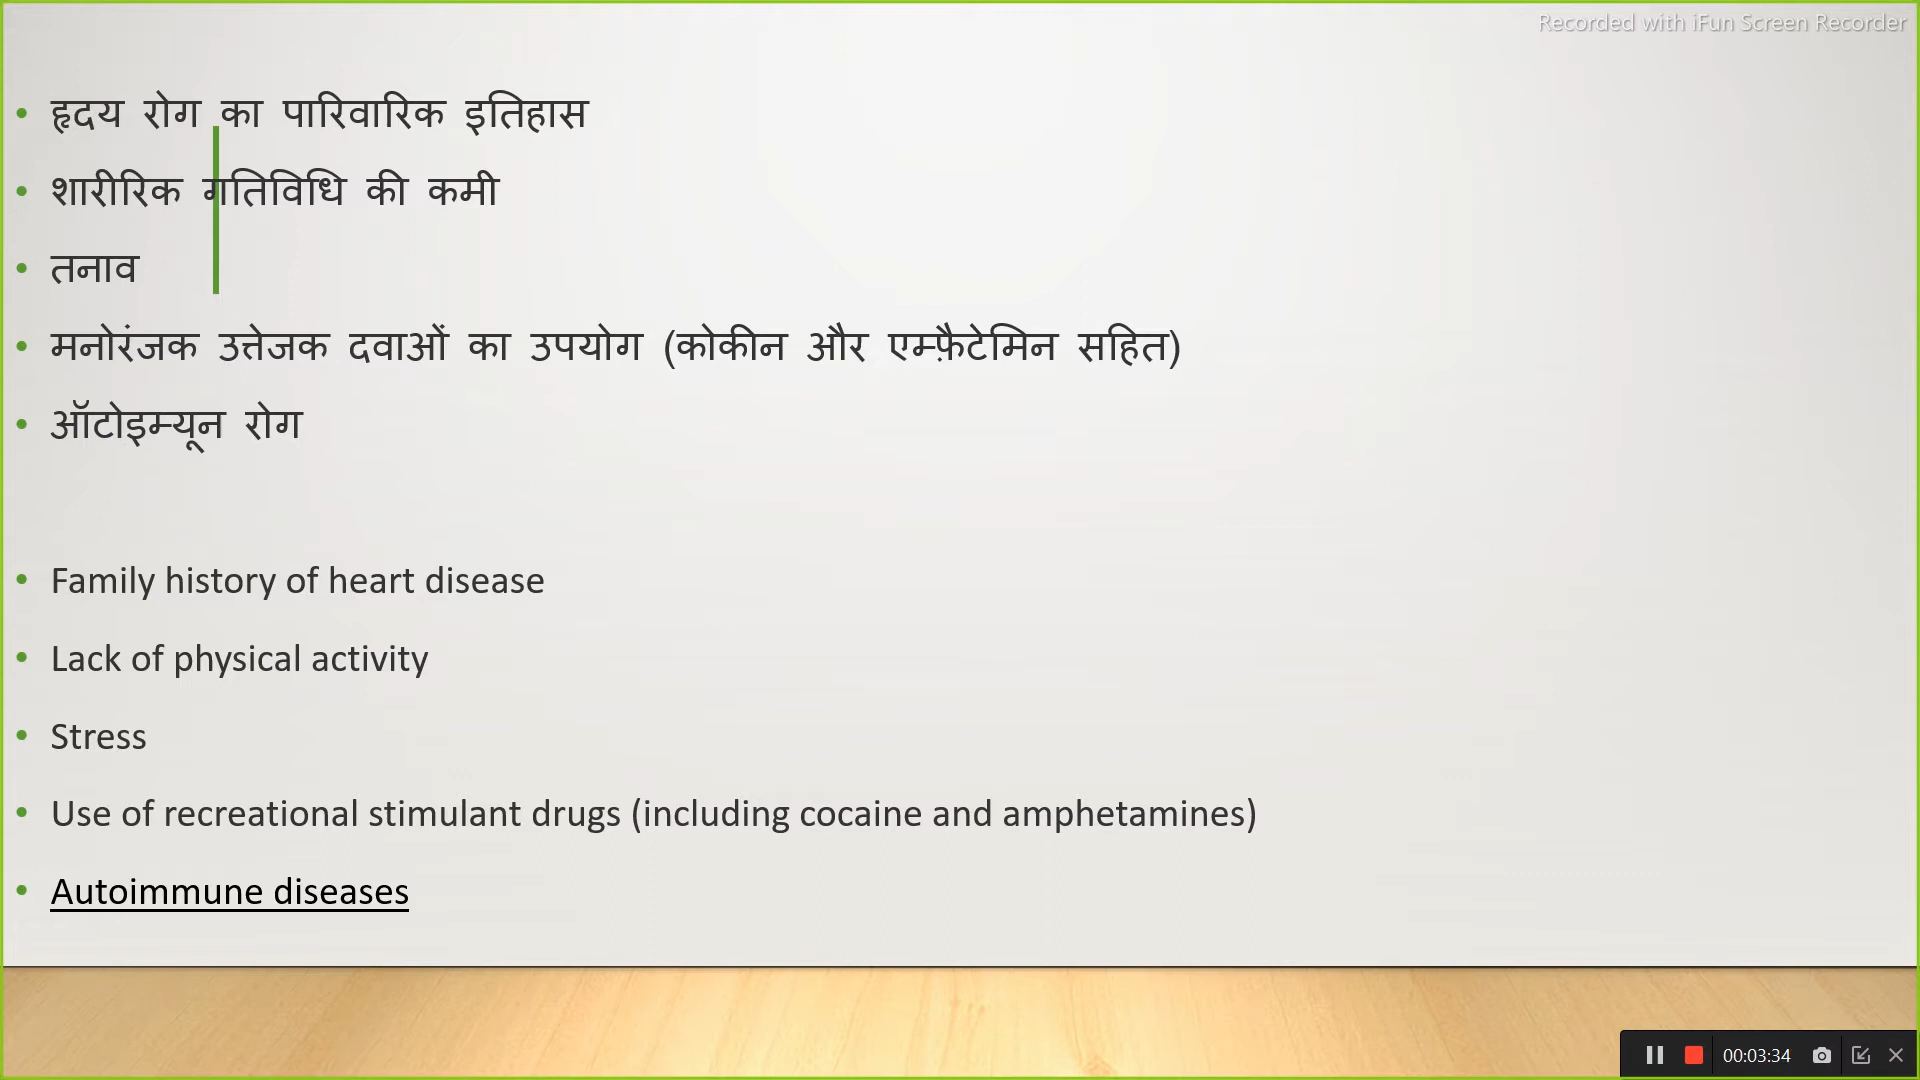 Recorded with iFun Screen Recorder
• हृदय रोग का पारिवारिक इतिहास
• शारीरिक गतिविधि की कमी
• तनाव
• मनोरंजक उत्तेजक दवाओं का उपयोग (कोकीन और एम्फ़ैटेमिन सहित)
• ऑटोइम्यून रोग
• Family history of heart disease
• Lack of physical activity
• Stress
• Use of recreational stimulant drugs (including cocaine and amphetamines)
• Autoimmune diseases
00:03:34